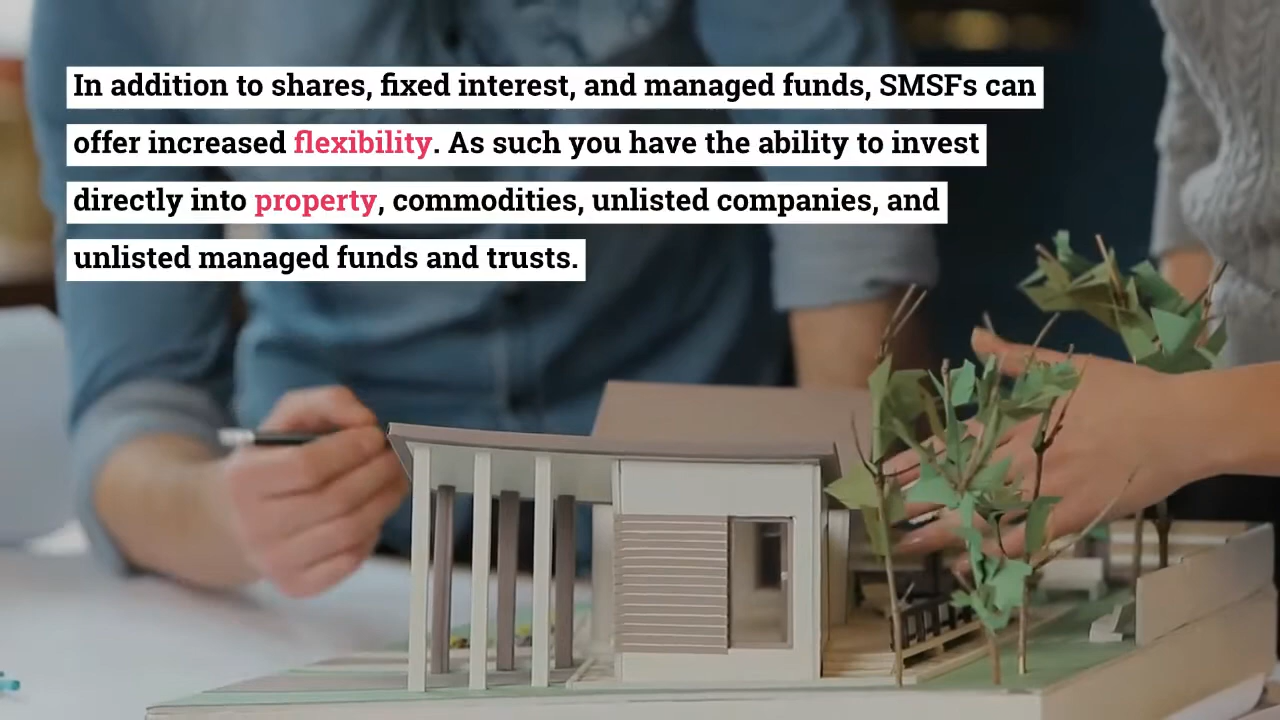 In addition to shares, fixed interest, and managed funds, SMSFs can
offer increased flexibility. As such you have the ability to invest
directly into property, commodities, unlisted companies, and
unlisted managed funds and trusts.